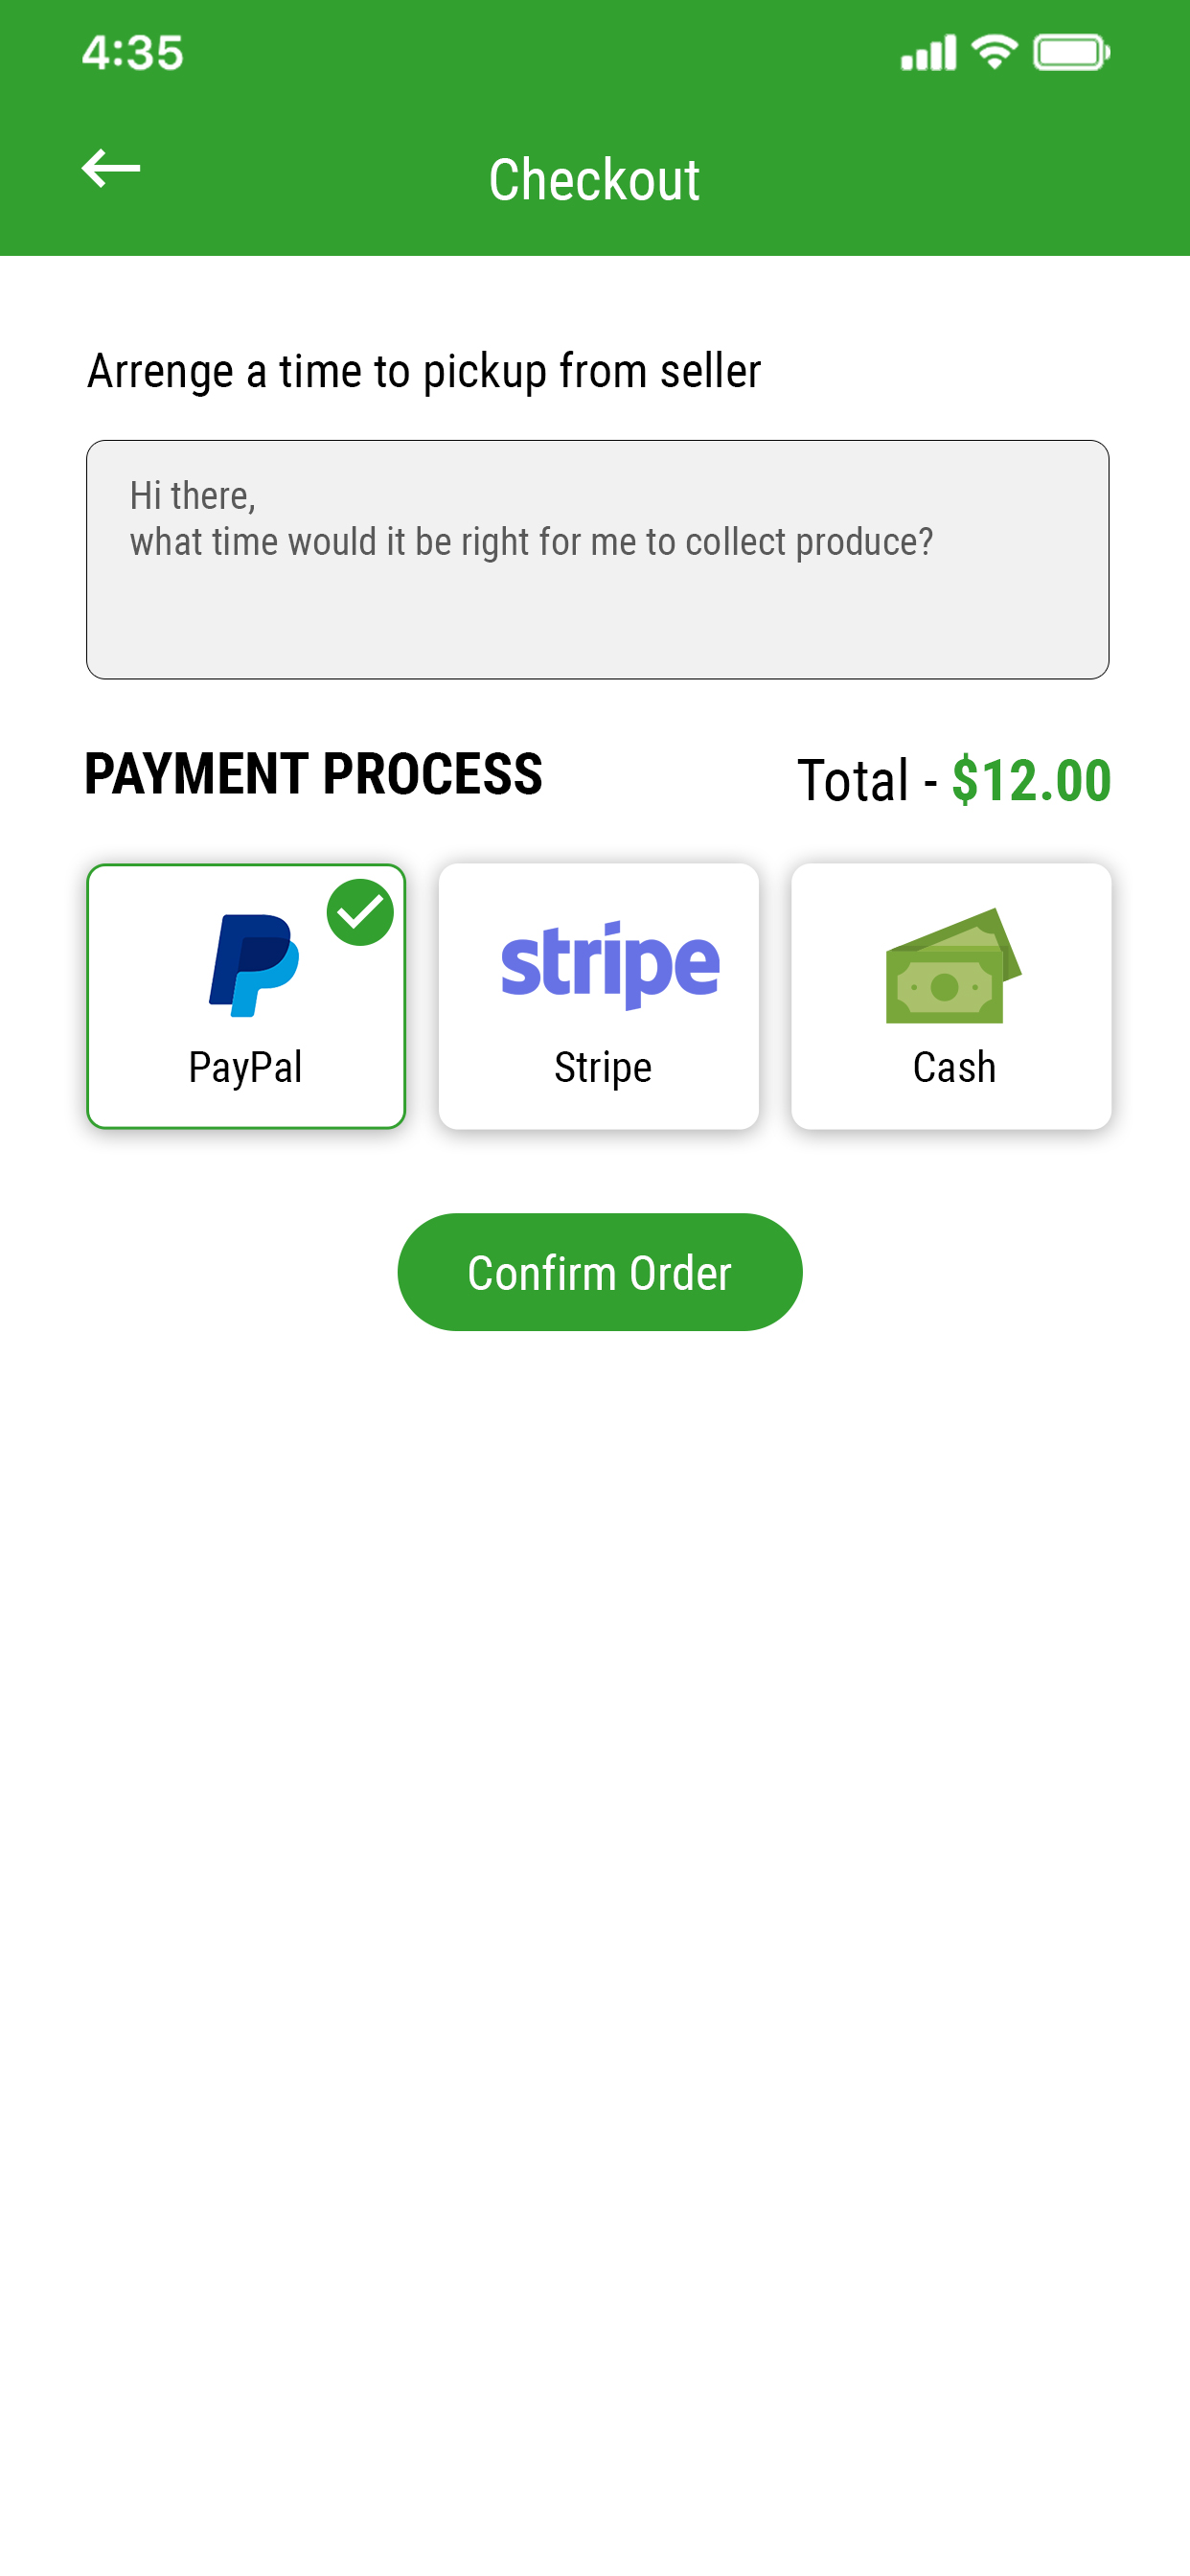 4:35
Checkout
Arrenge a time to pickup from seller
Hi there,
what time would it be right for me to collect produce?
PAYMENT PROCESS
Total - $12.00
stripe
PayPal
Stripe
Cash
Confirm Order